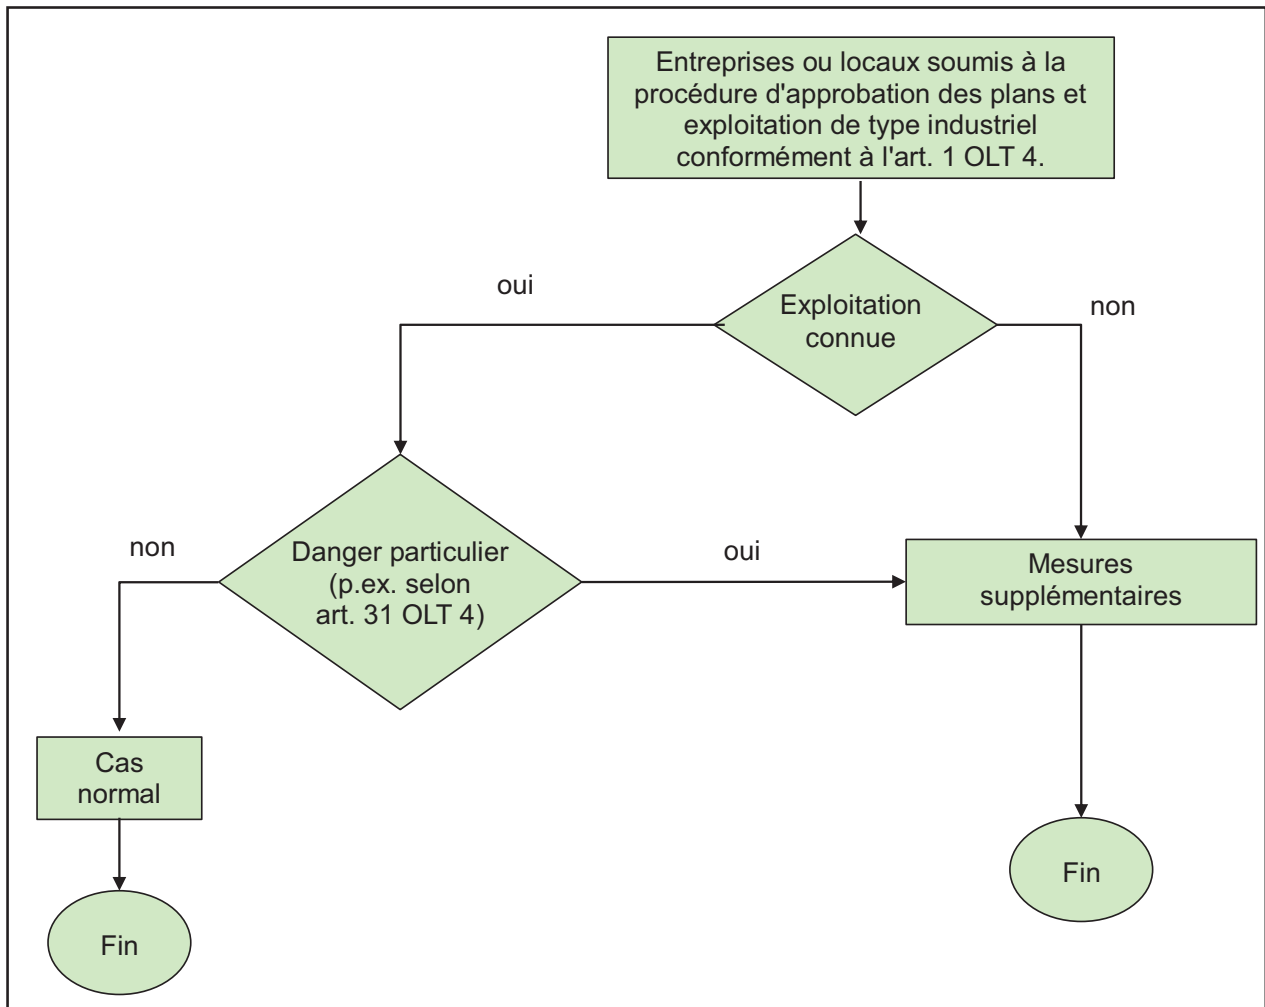 Entreprises ou locaux soumis à la
procédure d'approbation des plans et
exploitation de type industriel
conformément à l'art. 1 OLT 4.
oui
Exploitation
connue
non
non
Danger particulier
(p.ex. selon
art. 31 OLT 4)
oui
Mesures
supplémentaires
Cas
normal
Fin
Fin